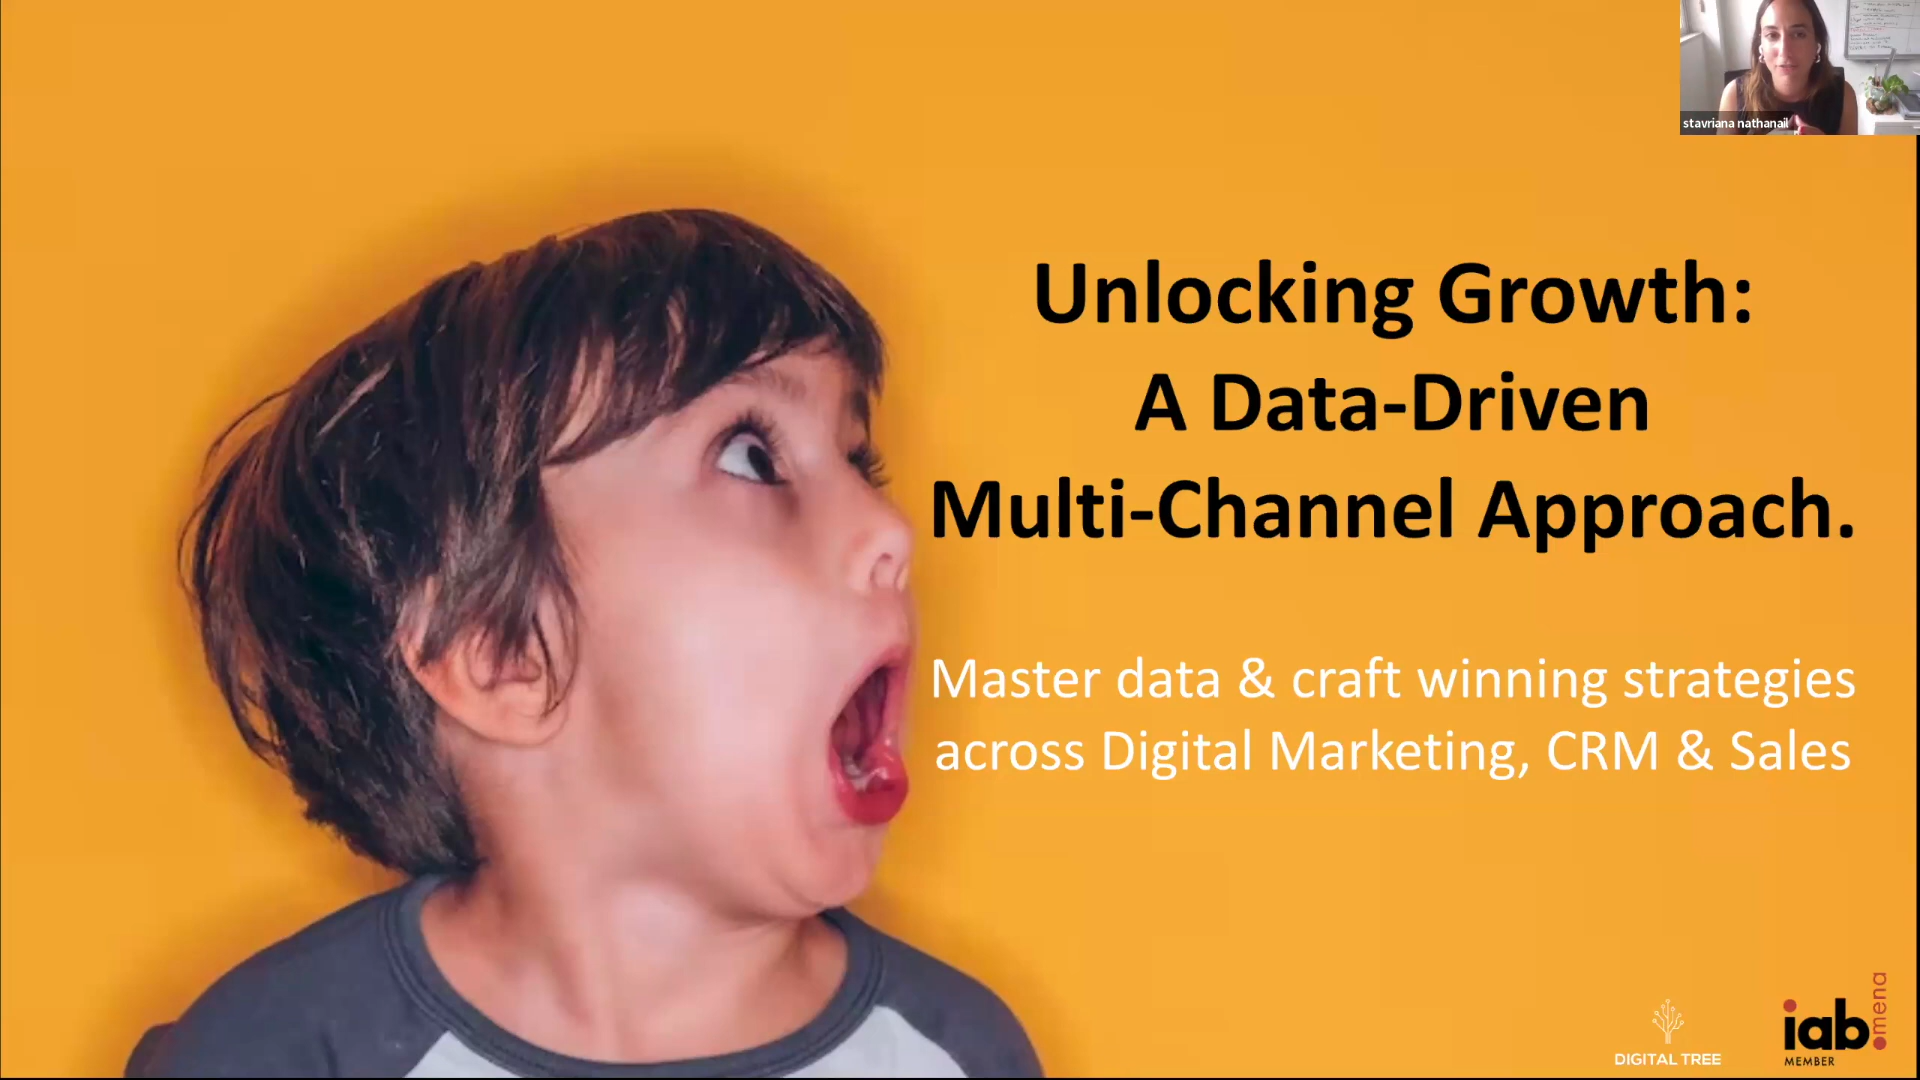 stavriana nathanail
Unlocking Growth:
A Data-Driven
Multi-Channel Approach.
Master data & craft winning strategies
across Digital Marketing, CRM & Sales
DIGITAL TREE
iab mena
MEMBER